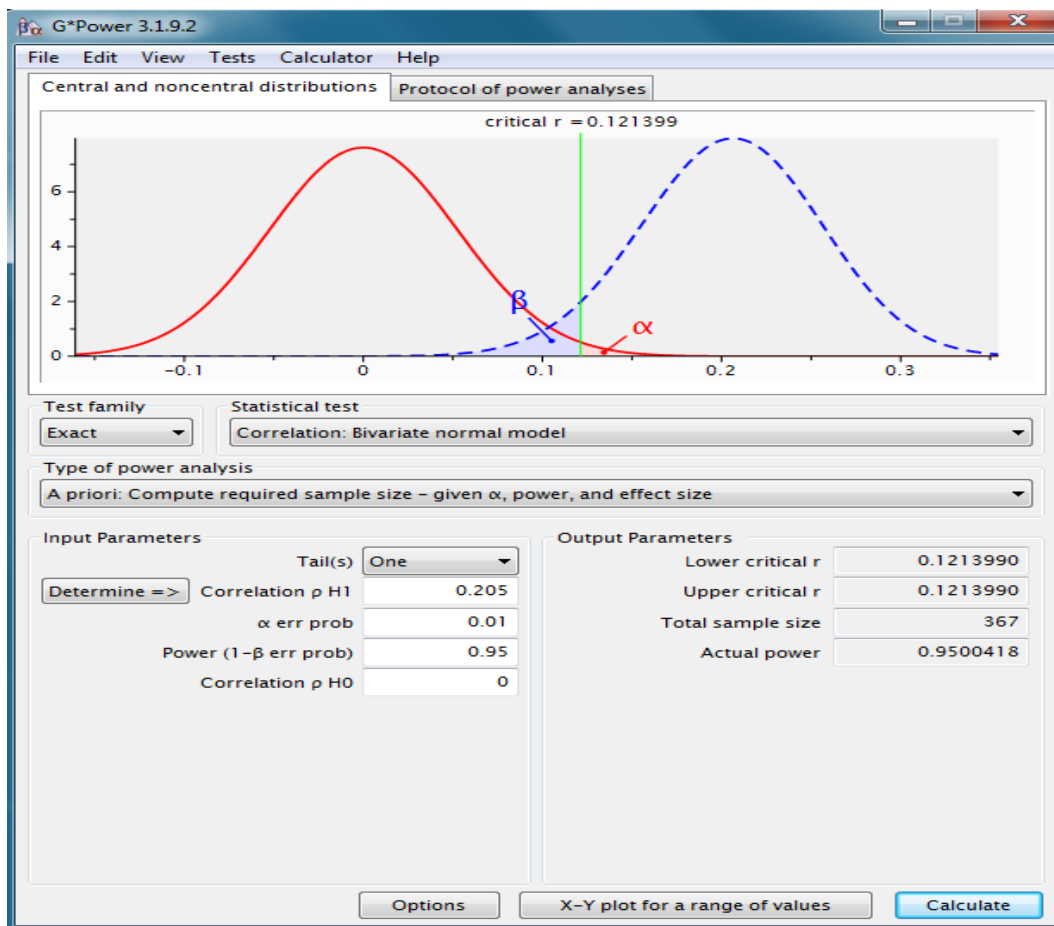 βα G*Power 3.1.9.2
File Edit View Tests Calculator Help
Central and noncentral distributions Protocol of power analyses
critical r = 0.121399
6
4
2
0
β
α
-0.1 0 0.1 0.2 0.3
Test family Statistical test
Exact Correlation: Bivariate normal model
Type of power analysis
A priori: Compute required sample size – given α, power, and effect size
Input Parameters Output Parameters
Tail(s) One Lower critical r 0.1213990
Determine => Correlation ρ H1 0.205 Upper critical r 0.1213990
α err prob 0.01 Total sample size 367
Power (1-β err prob) 0.95 Actual power 0.9500418
Correlation ρ H0 0
Options X-Y plot for a range of values Calculate